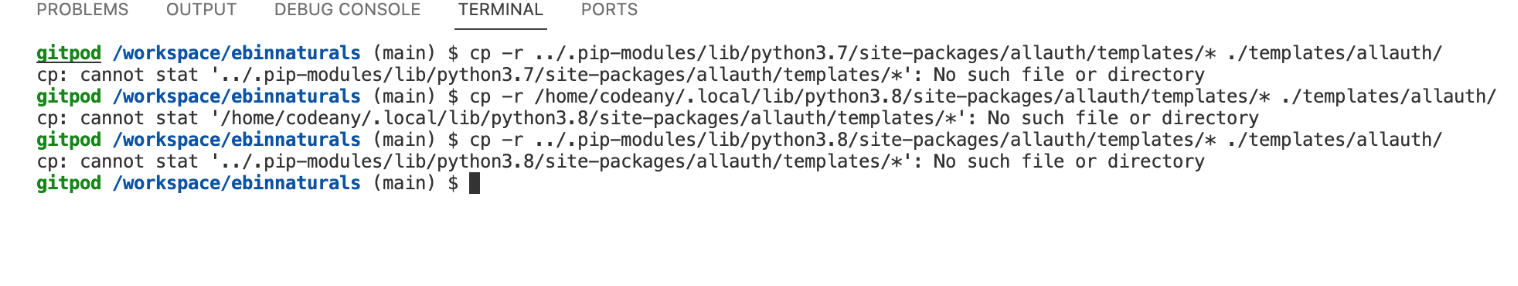 PROBLEMS OUTPUT DEBUG CONSOLE TERMINAL PORTS
gitpod /workspace/ebinnaturals (main) $ cp -r ../.pip-modules/lib/python3.7/site-packages/allauth/templates/* ./templates/allauth/
cp: cannot stat '../.pip-modules/lib/python3.7/site-packages/allauth/templates/*': No such file or directory
gitpod /workspace/ebinnaturals (main) $ cp -r /home/codeany/.local/lib/python3.8/site-packages/allauth/templates/* ./templates/allauth/
cp: cannot stat '/home/codeany/.local/lib/python3.8/site-packages/allauth/templates/*': No such file or directory
gitpod /workspace/ebinnaturals (main) $ cp -r ../.pip-modules/lib/python3.8/site-packages/allauth/templates/* ./templates/allauth/
cp: cannot stat '../.pip-modules/lib/python3.8/site-packages/allauth/templates/*': No such file or directory
gitpod /workspace/ebinnaturals (main) $